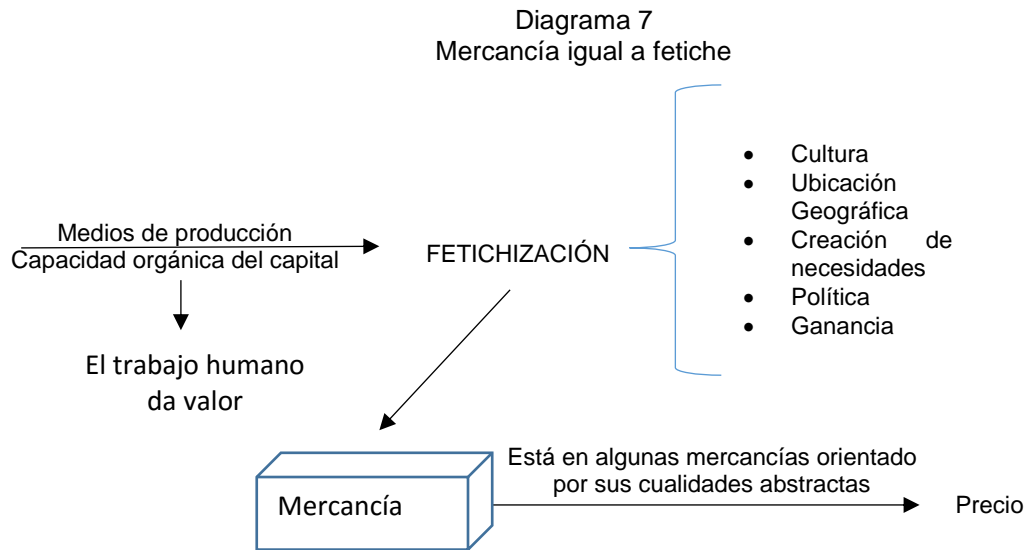 Diagrama 7
Mercancía igual a fetiche
Medios de producción
Capacidad orgánica del capital
El trabajo humano
da valor
FETICHIZACIÓN
• Cultura
• Ubicación
Geográfica
• Creación de
necesidades
• Política
• Ganancia
Mercancía
Está en algunas mercancías orientado
por sus cualidades abstractas
Precio